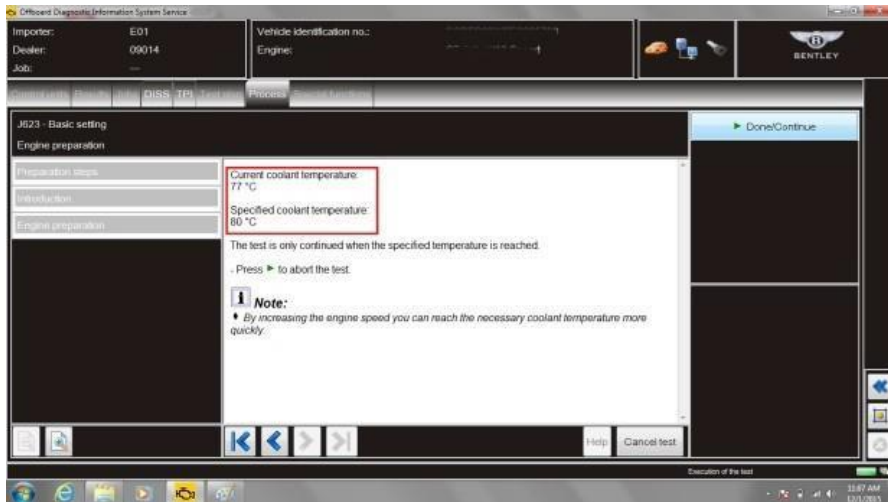 Offboard Diagnostic Information System Service
Importer:
E01
Vehicle identification no.:
Dealer:
09014
Engine:
Job:
---
BENTLEY
DISS
TPI
Process
Special functions
J623 - Basic setting
Engine preparation
Done/Continue
Preparation steps
Introduction
Engine preparation
Current coolant temperature:
77 °C
Specified coolant temperature:
80 °C
The test is only continued when the specified temperature is reached.
- Press ► to abort the test.
Note:
By increasing the engine speed you can reach the necessary coolant temperature more
quickly.
Help
Cancel test
Execution of the test